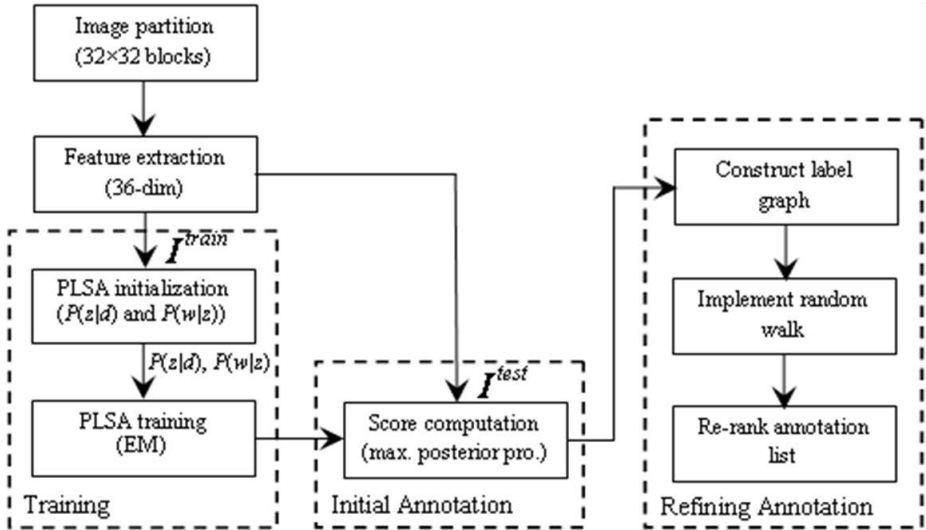 Image partition
(32×32 blocks)
Feature extraction
(36-dim)
I^train
PLSA initialization
(P(z|d) and P(w|z))
P(z|d), P(w|z)
PLSA training
(EM)
Training
I^test
Score computation
(max. posterior pro.)
Initial Annotation
Construct label
graph
Implement random
walk
Re-rank annotation
list
Refining Annotation